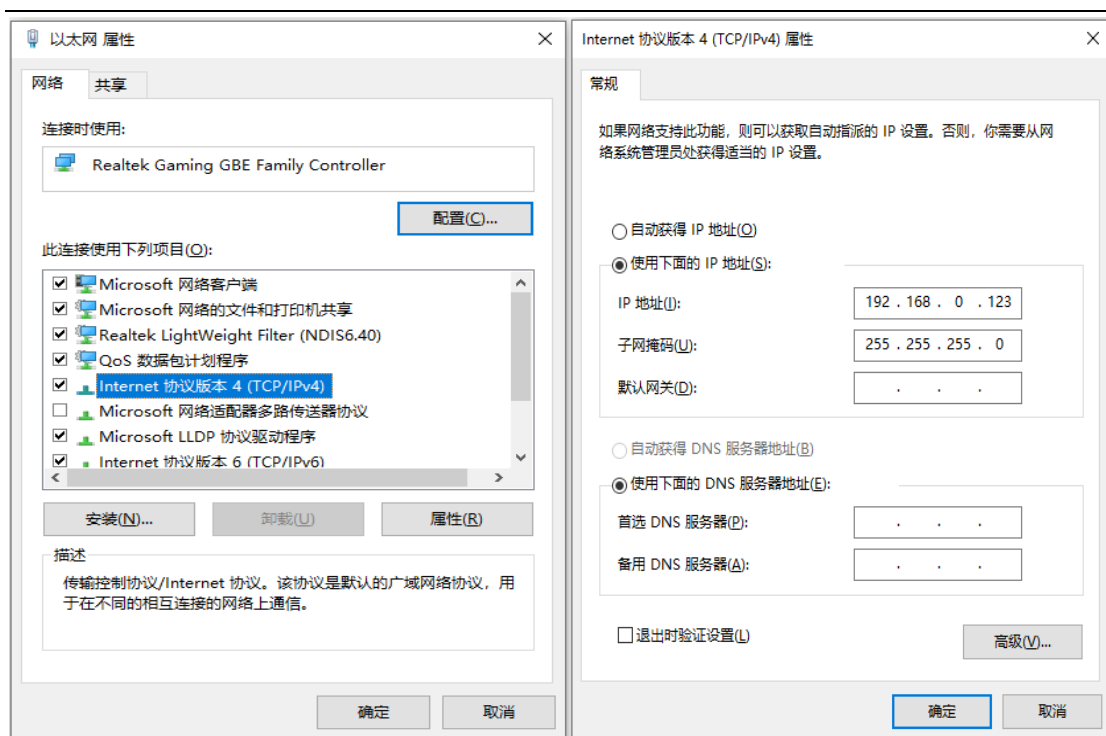 以太网 属性
网络
共享
连接时使用:
Realtek Gaming GBE Family Controller
配置(C)...
此连接使用下列项目(O):
Microsoft 网络客户端
Microsoft 网络的文件和打印机共享
Realtek LightWeight Filter (NDIS6.40)
QoS 数据包计划程序
Internet 协议版本 4 (TCP/IPv4)
Microsoft 网络适配器多路传送器协议
Microsoft LLDP 协议驱动程序
Internet 协议版本 6 (TCP/IPv6)
安装(N)...
卸载(U)
属性(R)
描述
传输控制协议/Internet 协议。该协议是默认的广域网络协议，用
于在不同的相互连接的网络上通信。
确定
取消
Internet 协议版本 4 (TCP/IPv4) 属性
常规
如果网络支持此功能，则可以获取自动指派的 IP 设置。否则，你需要从网
络系统管理员处获得适当的 IP 设置。
自动获得 IP 地址(O)
使用下面的 IP 地址(S):
IP 地址(I):
192 . 168 . 0 . 123
子网掩码(U):
255 . 255 . 255 . 0
默认网关(D):
. . .
自动获得 DNS 服务器地址(B)
使用下面的 DNS 服务器地址(E):
首选 DNS 服务器(P):
. . .
备用 DNS 服务器(A):
. . .
退出时验证设置(L)
高级(V)...
确定
取消